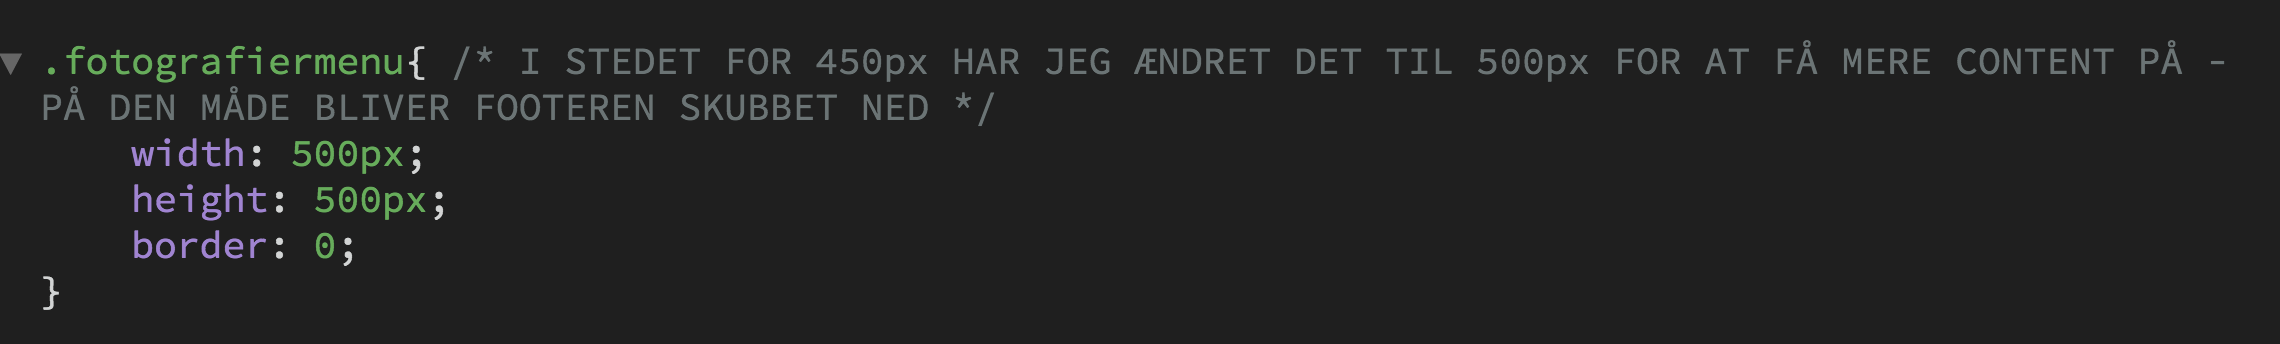 .fotografiermenu{ /* I STEDET FOR 450px HAR JEG ÆNDRET DET TIL 500px FOR AT FÅ MERE CONTENT PÅ -
PÅ DEN MÅDE BLIVER FOOTEREN SKUBBET NED */
width: 500px;
height: 500px;
border: 0;
}